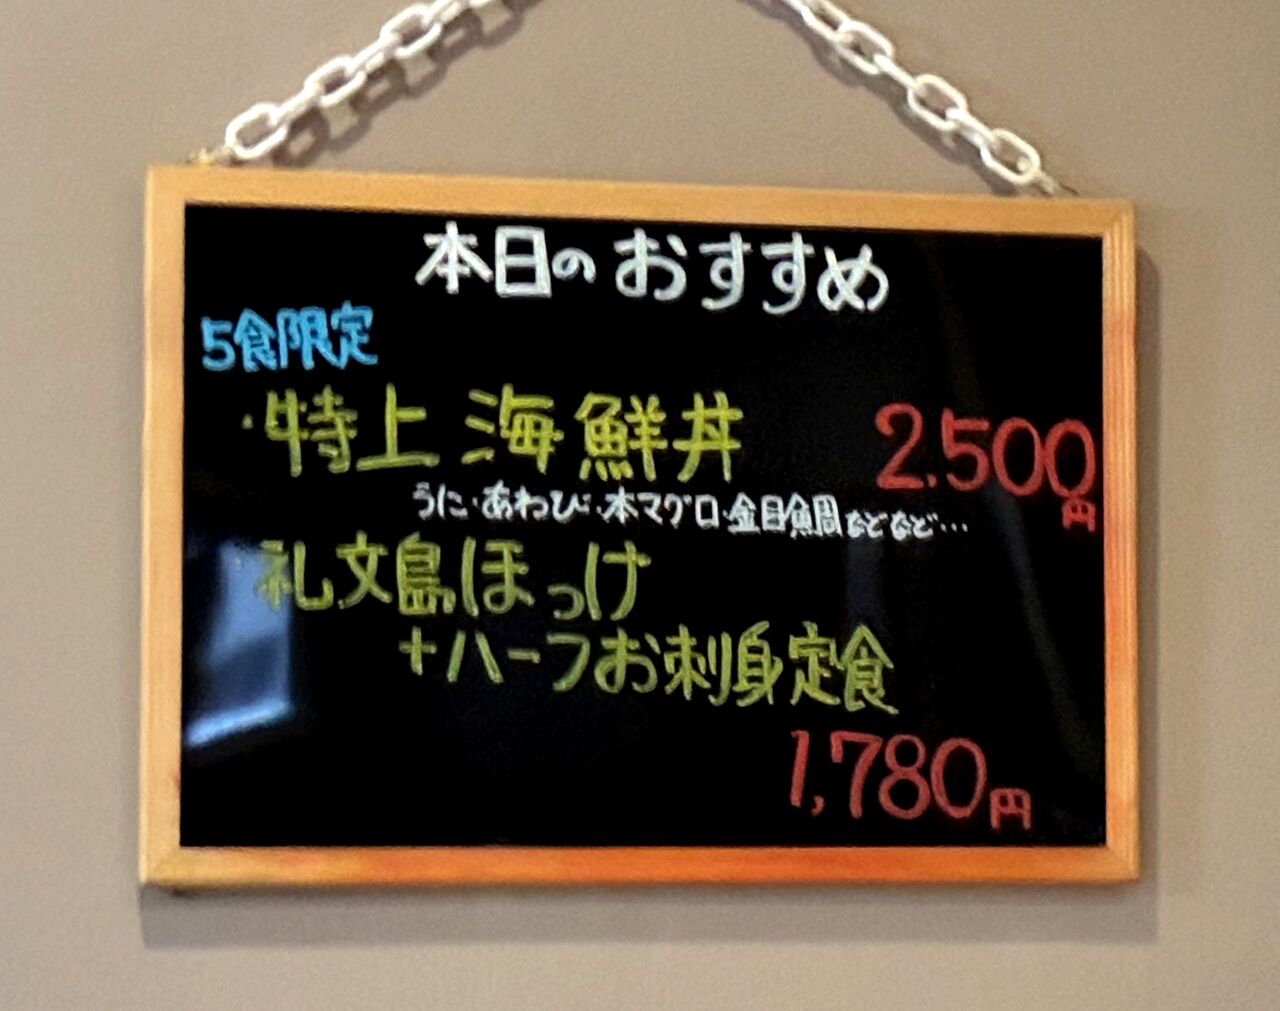 本日のおすすめ
5食限定
・特上海鮮丼 2,500円
うに・あわび・本マグロ・金目鯛などなど…
・礼文島ほっけ
+ハーフお刺身定食
1,780円